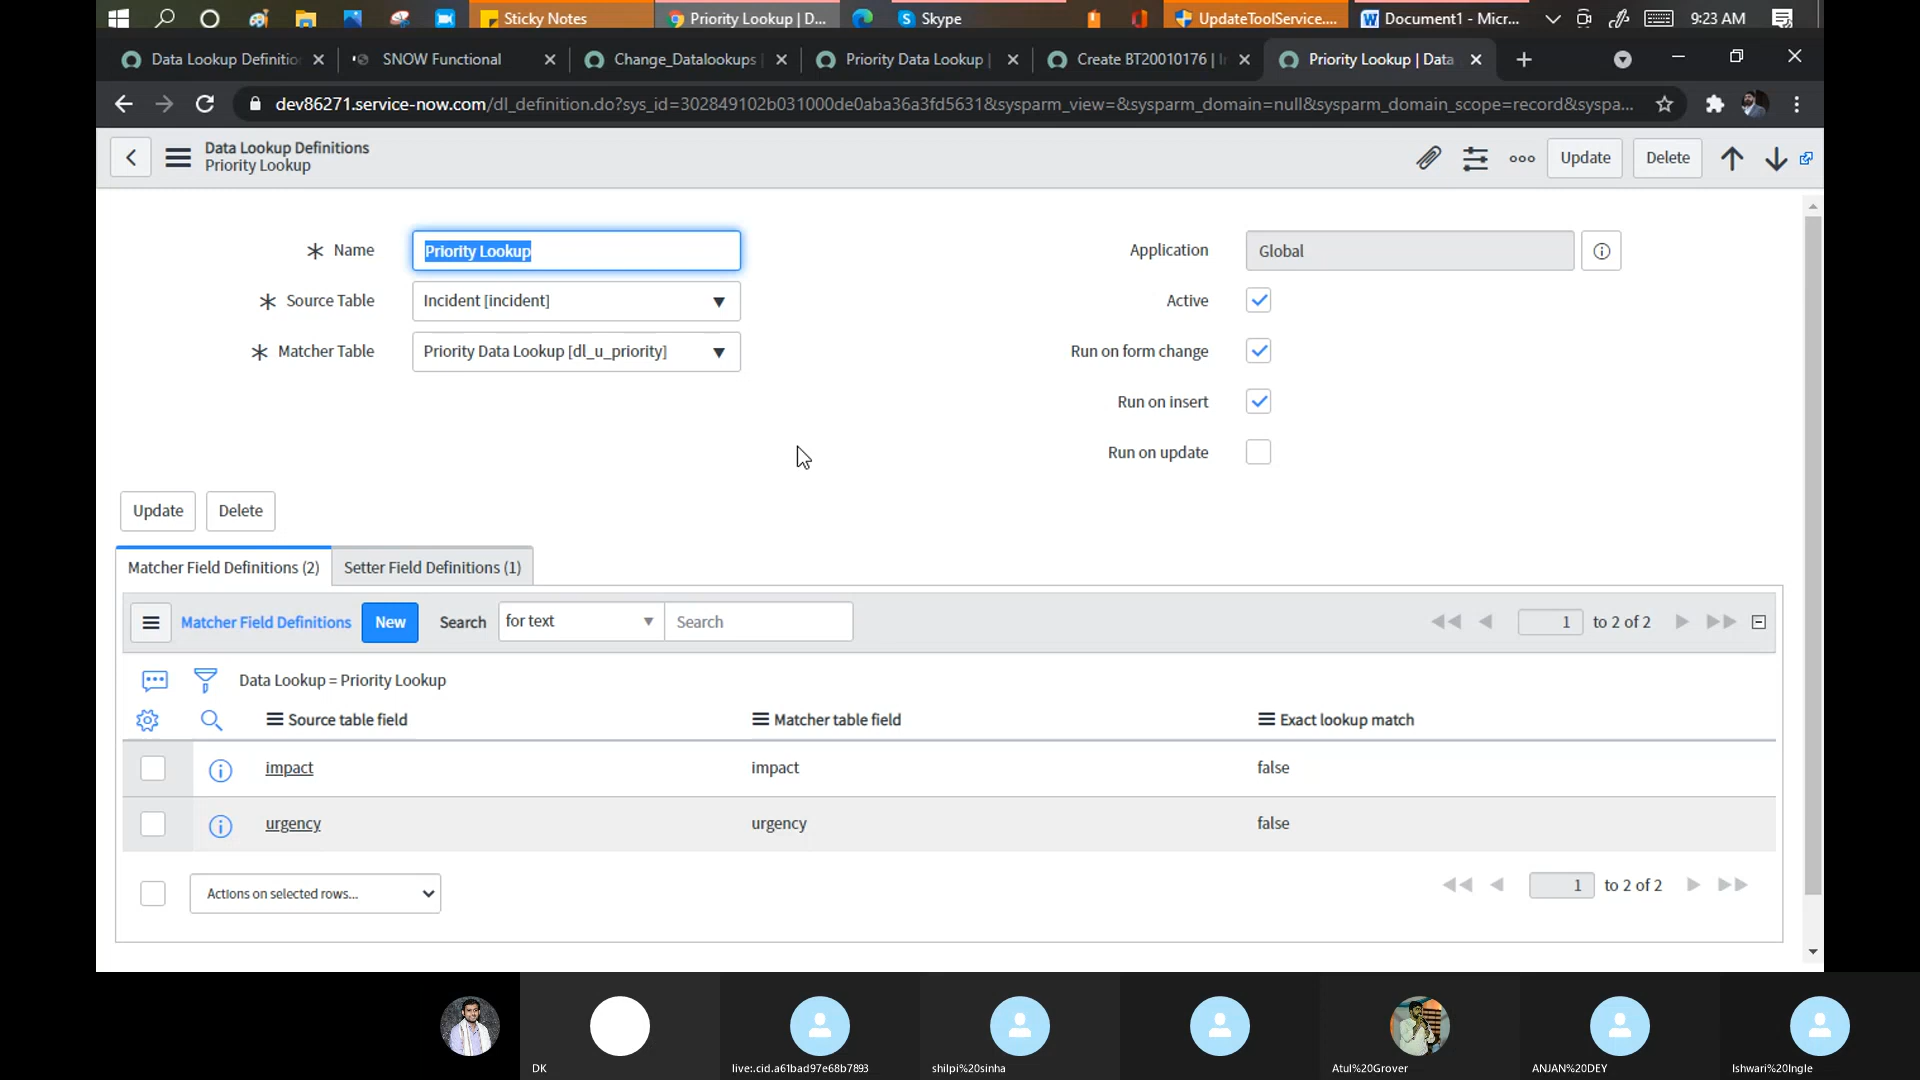 Sticky Notes
Priority Lookup | D...
Skype
UpdateToolService....
Document1 - Micr...
9:23 AM
Data Lookup Definitio
SNOW Functional
Change_Datalookups
Priority Data Lookup |
Create BT20010176 | I
Priority Lookup | Data
dev86271.service-now.com/dl_definition.do?sys_id=302849102b031000de0aba36a3fd5631&sysparm_view=&sysparm_domain=null&sysparm_domain_scope=record&syspa...
Data Lookup Definitions
Priority Lookup
Update
Delete
Name
Priority Lookup
Application
Global
Source Table
Incident [incident]
Active
Matcher Table
Priority Data Lookup [dl_u_priority]
Run on form change
Run on insert
Run on update
Update
Delete
Matcher Field Definitions (2)
Setter Field Definitions (1)
Matcher Field Definitions
New
Search
for text
Search
1
to 2 of 2
Data Lookup = Priority Lookup
Source table field
Matcher table field
Exact lookup match
impact
impact
false
urgency
urgency
false
Actions on selected rows...
1
to 2 of 2
DK
live:.cid.a61bad97e68b7893
shilpi%20sinha
Atul%20Grover
ANJAN%20DEY
Ishwari%20Ingle